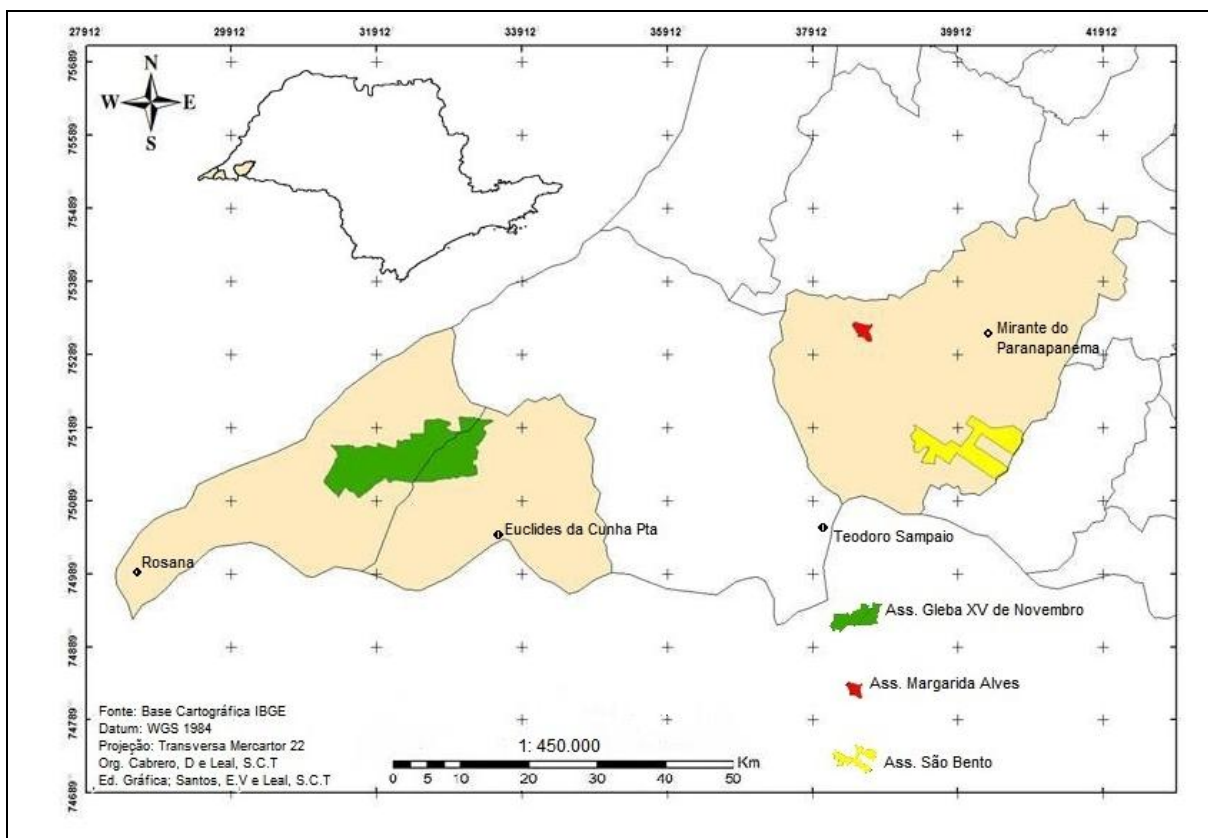 27912 29912 31912 33912 35912 37912 39912 41912
75689
75589
75489
75389
75289
75189
75089
74989
74889
74789
74689
N
W E
S
Mirante do
Paranapanema
Euclides da Cunha Pta
Teodoro Sampaio
Rosana
Ass. Gleba XV de Novembro
Ass. Margarida Alves
Ass. São Bento
Fonte: Base Cartográfica IBGE
Datum: WGS 1984
Projeção: Transversa Mercartor 22
Org. Cabrero, D e Leal, S.C.T
Ed. Gráfica; Santos, E.V e Leal, S.C.T
1: 450.000
Km
0 5 10 20 30 40 50